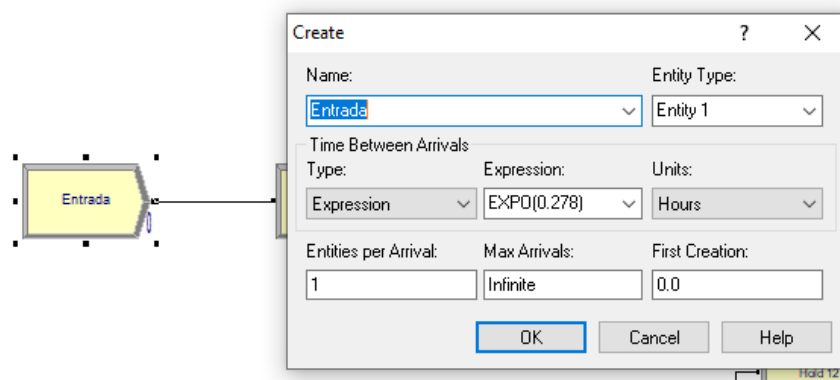 Create ?
Name: Entity Type:
Entrada Entity 1
Time Between Arrivals
Type: Expression: Units:
Expression EXPO(0.278) Hours
Entrada
0
Entities per Arrival: Max Arrivals: First Creation:
1 Infinite 0.0
OK Cancel Help
Hold 12